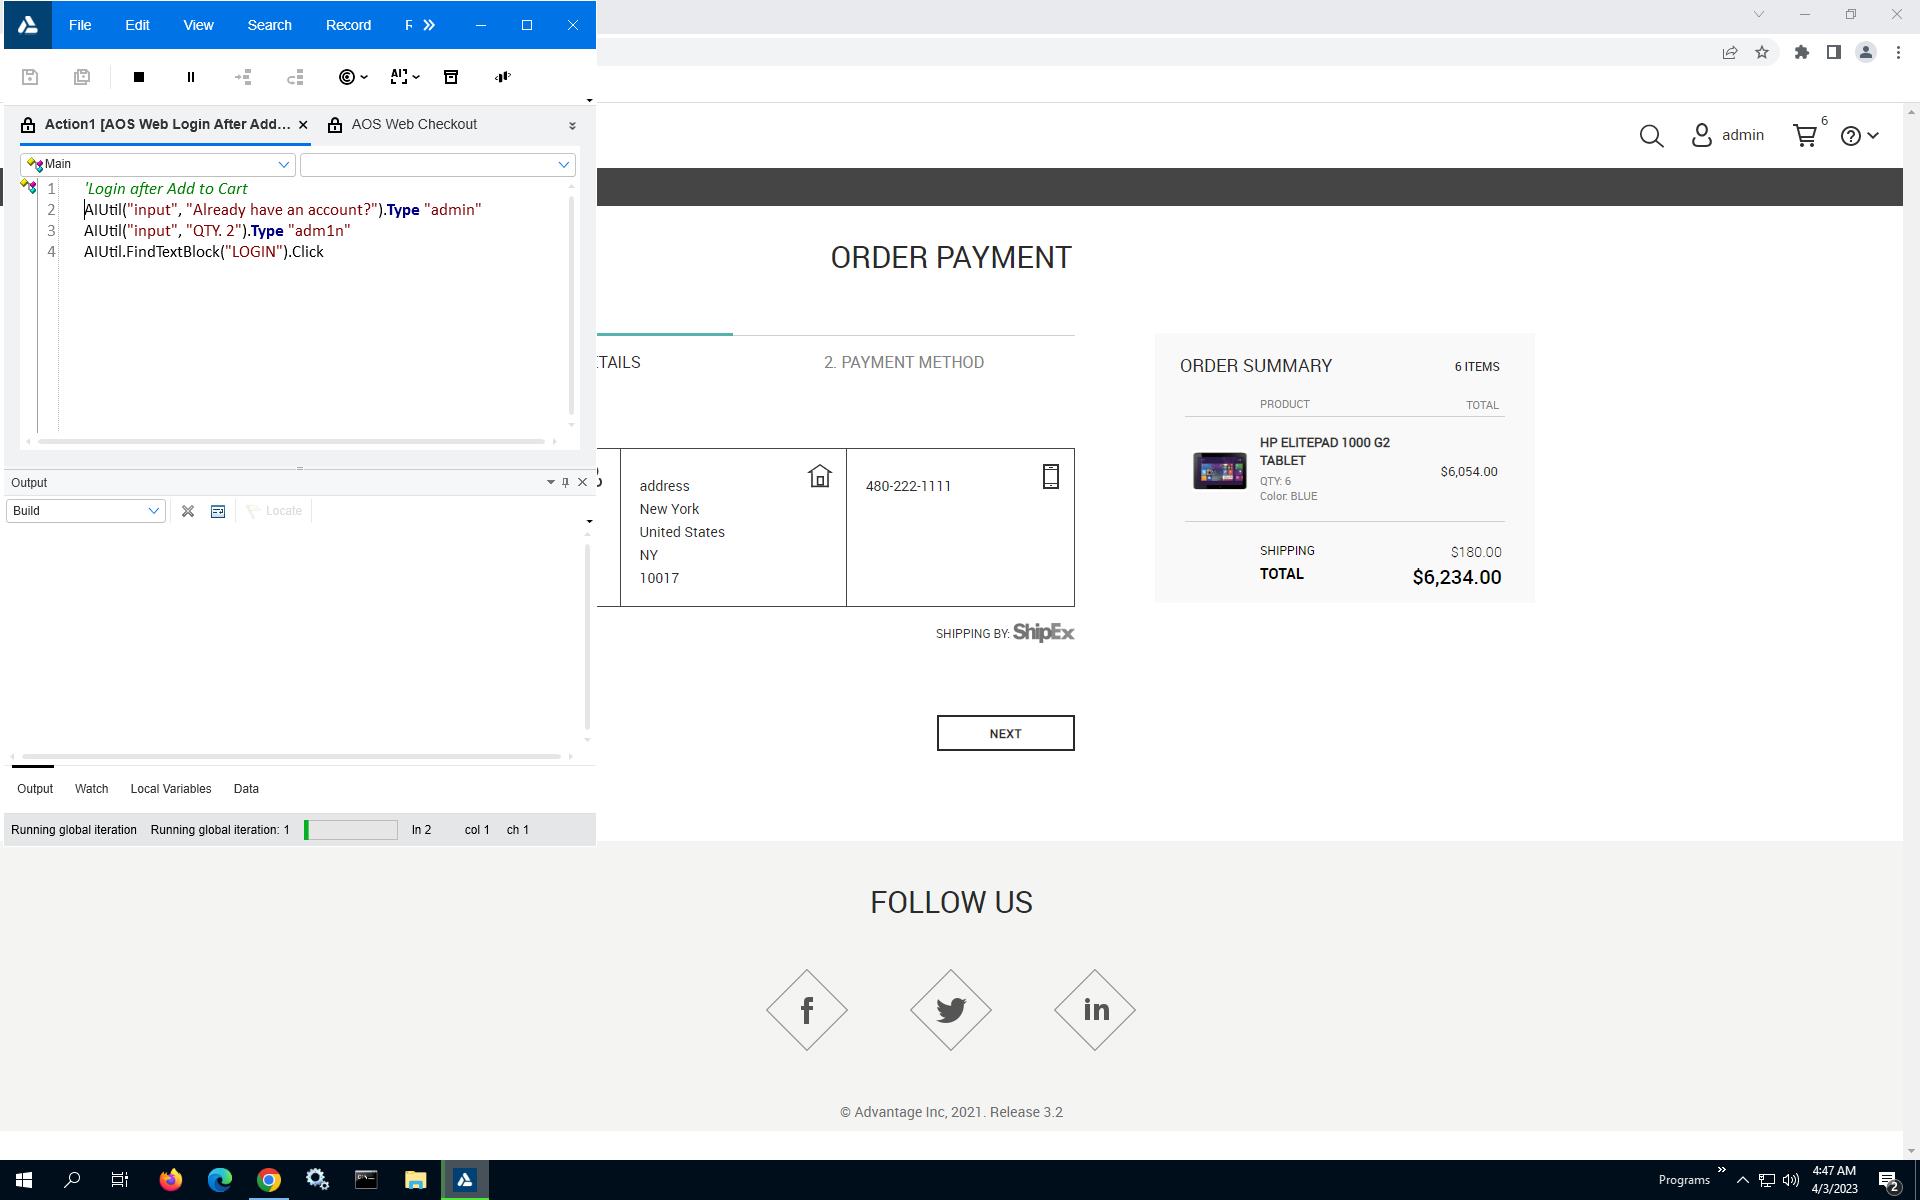 File Edit View Search Record
Action1 [AOS Web Login After Add... AOS Web Checkout
Main
1 'Login after Add to Cart
2 AIUtil("input", "Already have an account?").Type "admin"
3 AIUtil("input", "QTY. 2").Type "adm1n"
4 AIUtil.FindTextBlock("LOGIN").Click
Output
Build Locate
Output Watch Local Variables Data
Running global iteration Running global iteration: 1 ln 2 col 1 ch 1
admin 6
ORDER PAYMENT
ETAILS 2. PAYMENT METHOD
address
New York
United States
NY
10017
480-222-1111
SHIPPING BY: ShipEx
NEXT
ORDER SUMMARY 6 ITEMS
PRODUCT TOTAL
HP ELITEPAD 1000 G2
TABLET
$6,054.00
QTY: 6
Color: BLUE
SHIPPING $180.00
TOTAL $6,234.00
FOLLOW US
f in
© Advantage Inc, 2021. Release 3.2
Programs
4:47 AM
4/3/2023
2